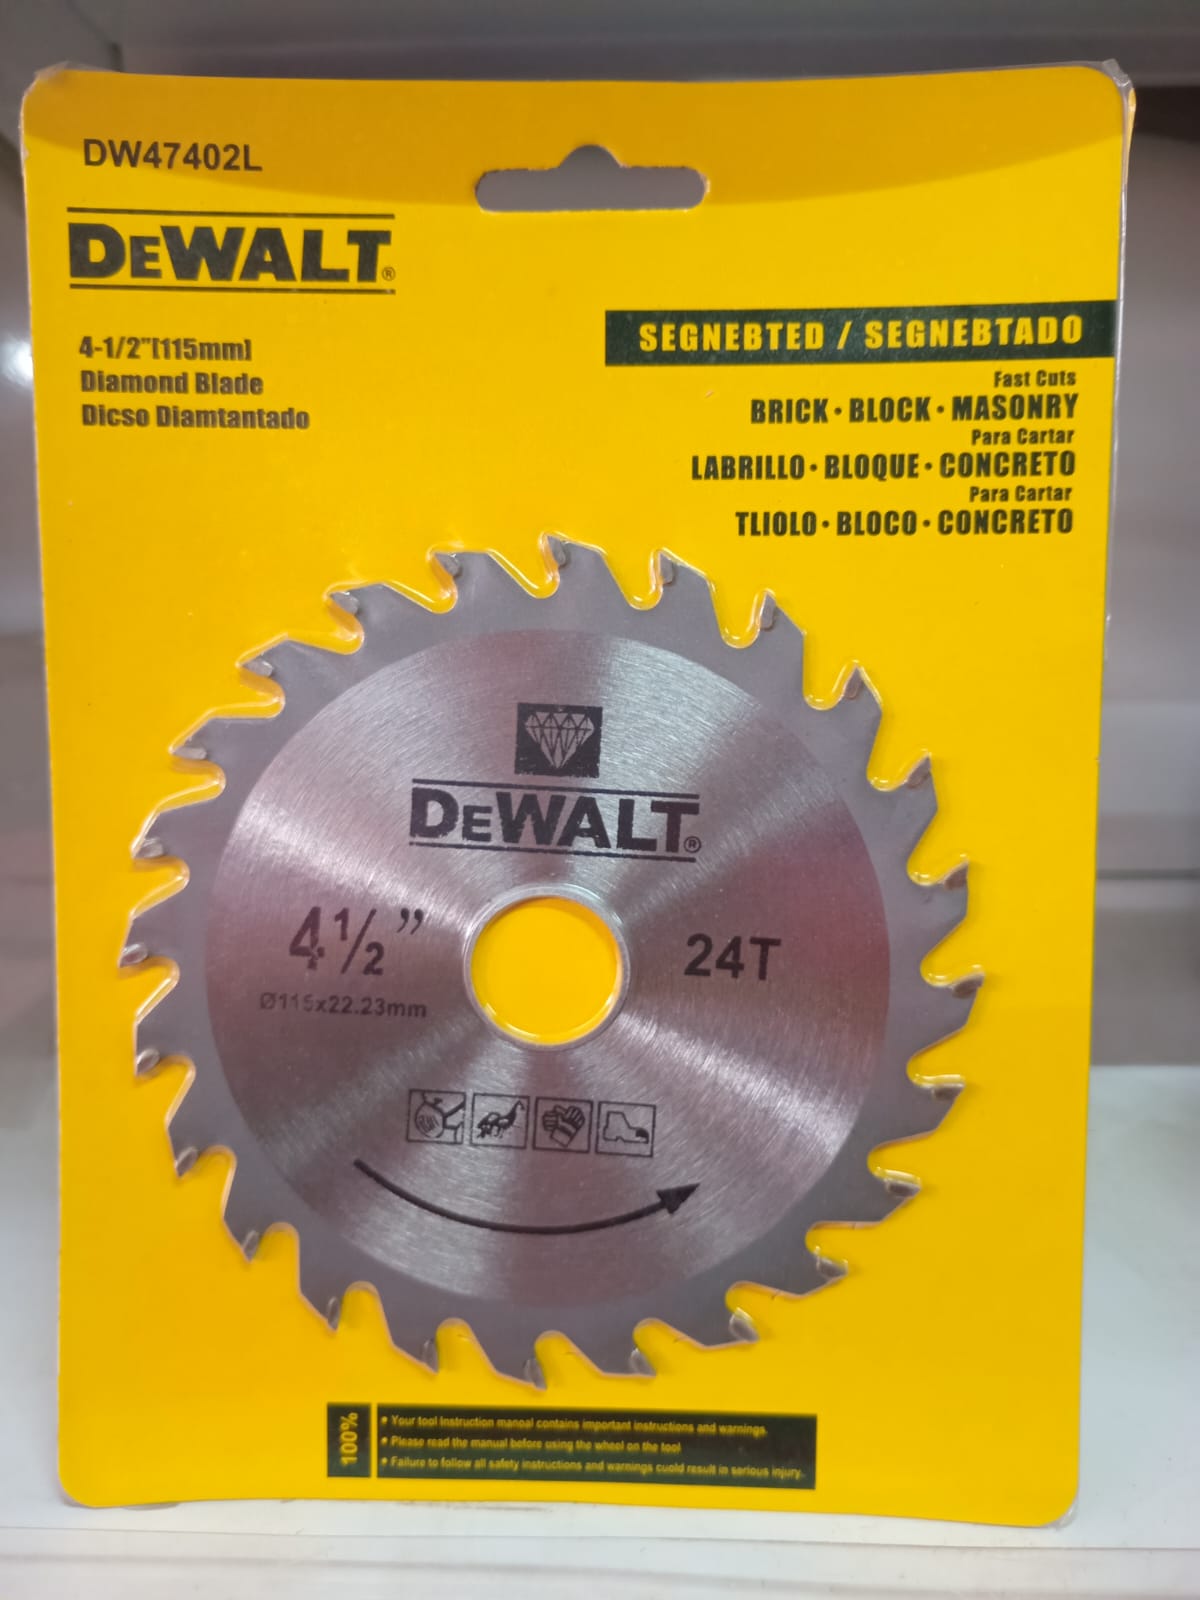 DW47402L
DEWALT®
4-1/2"[115mm]
Diamond Blade
Dicso Diamtantado
SEGNEBTED / SEGNEBTADO
Fast Cuts
BRICK · BLOCK · MASONRY
Para Cartar
LABRILLO · BLOQUE · CONCRETO
Para Cartar
TLIOLO · BLOCO · CONCRETO
DEWALT®
4 1/2"
Ø115x22.23mm
24T
100%
• Your tool Instruction manoal contains important instructions and warnings.
• Please read the manual before using the wheel on the tool
• Failure to follow all safety instructions and warnings cuold result in serious injury.